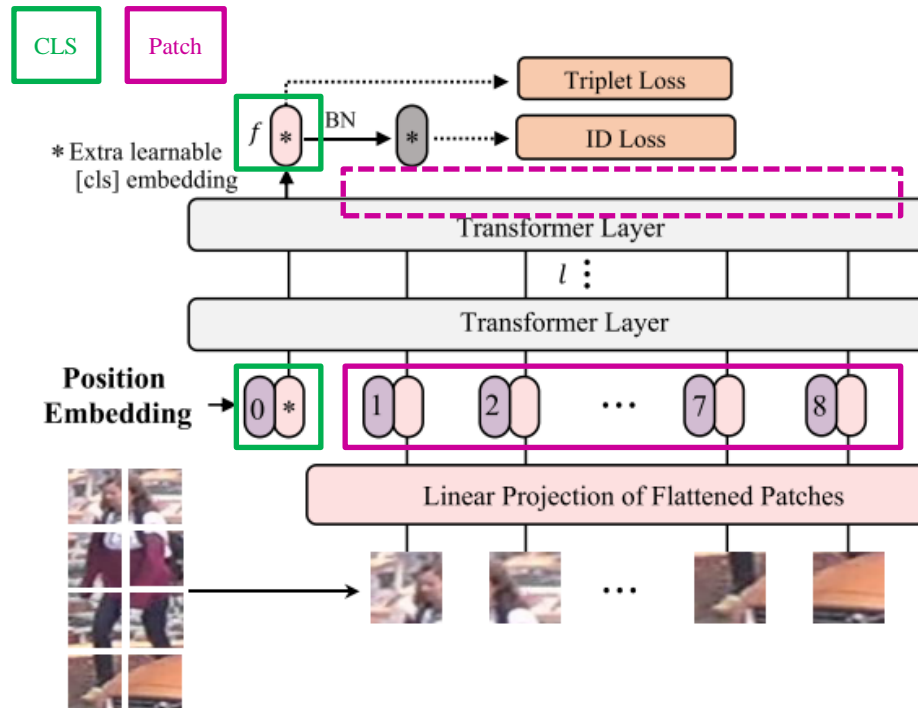 CLS
Patch
Triplet Loss
f
*
BN
*
ID Loss
* Extra learnable
[cls] embedding
Transformer Layer
l
Transformer Layer
Position
Embedding
0 * 1 2 ··· 7 8
Linear Projection of Flattened Patches
···